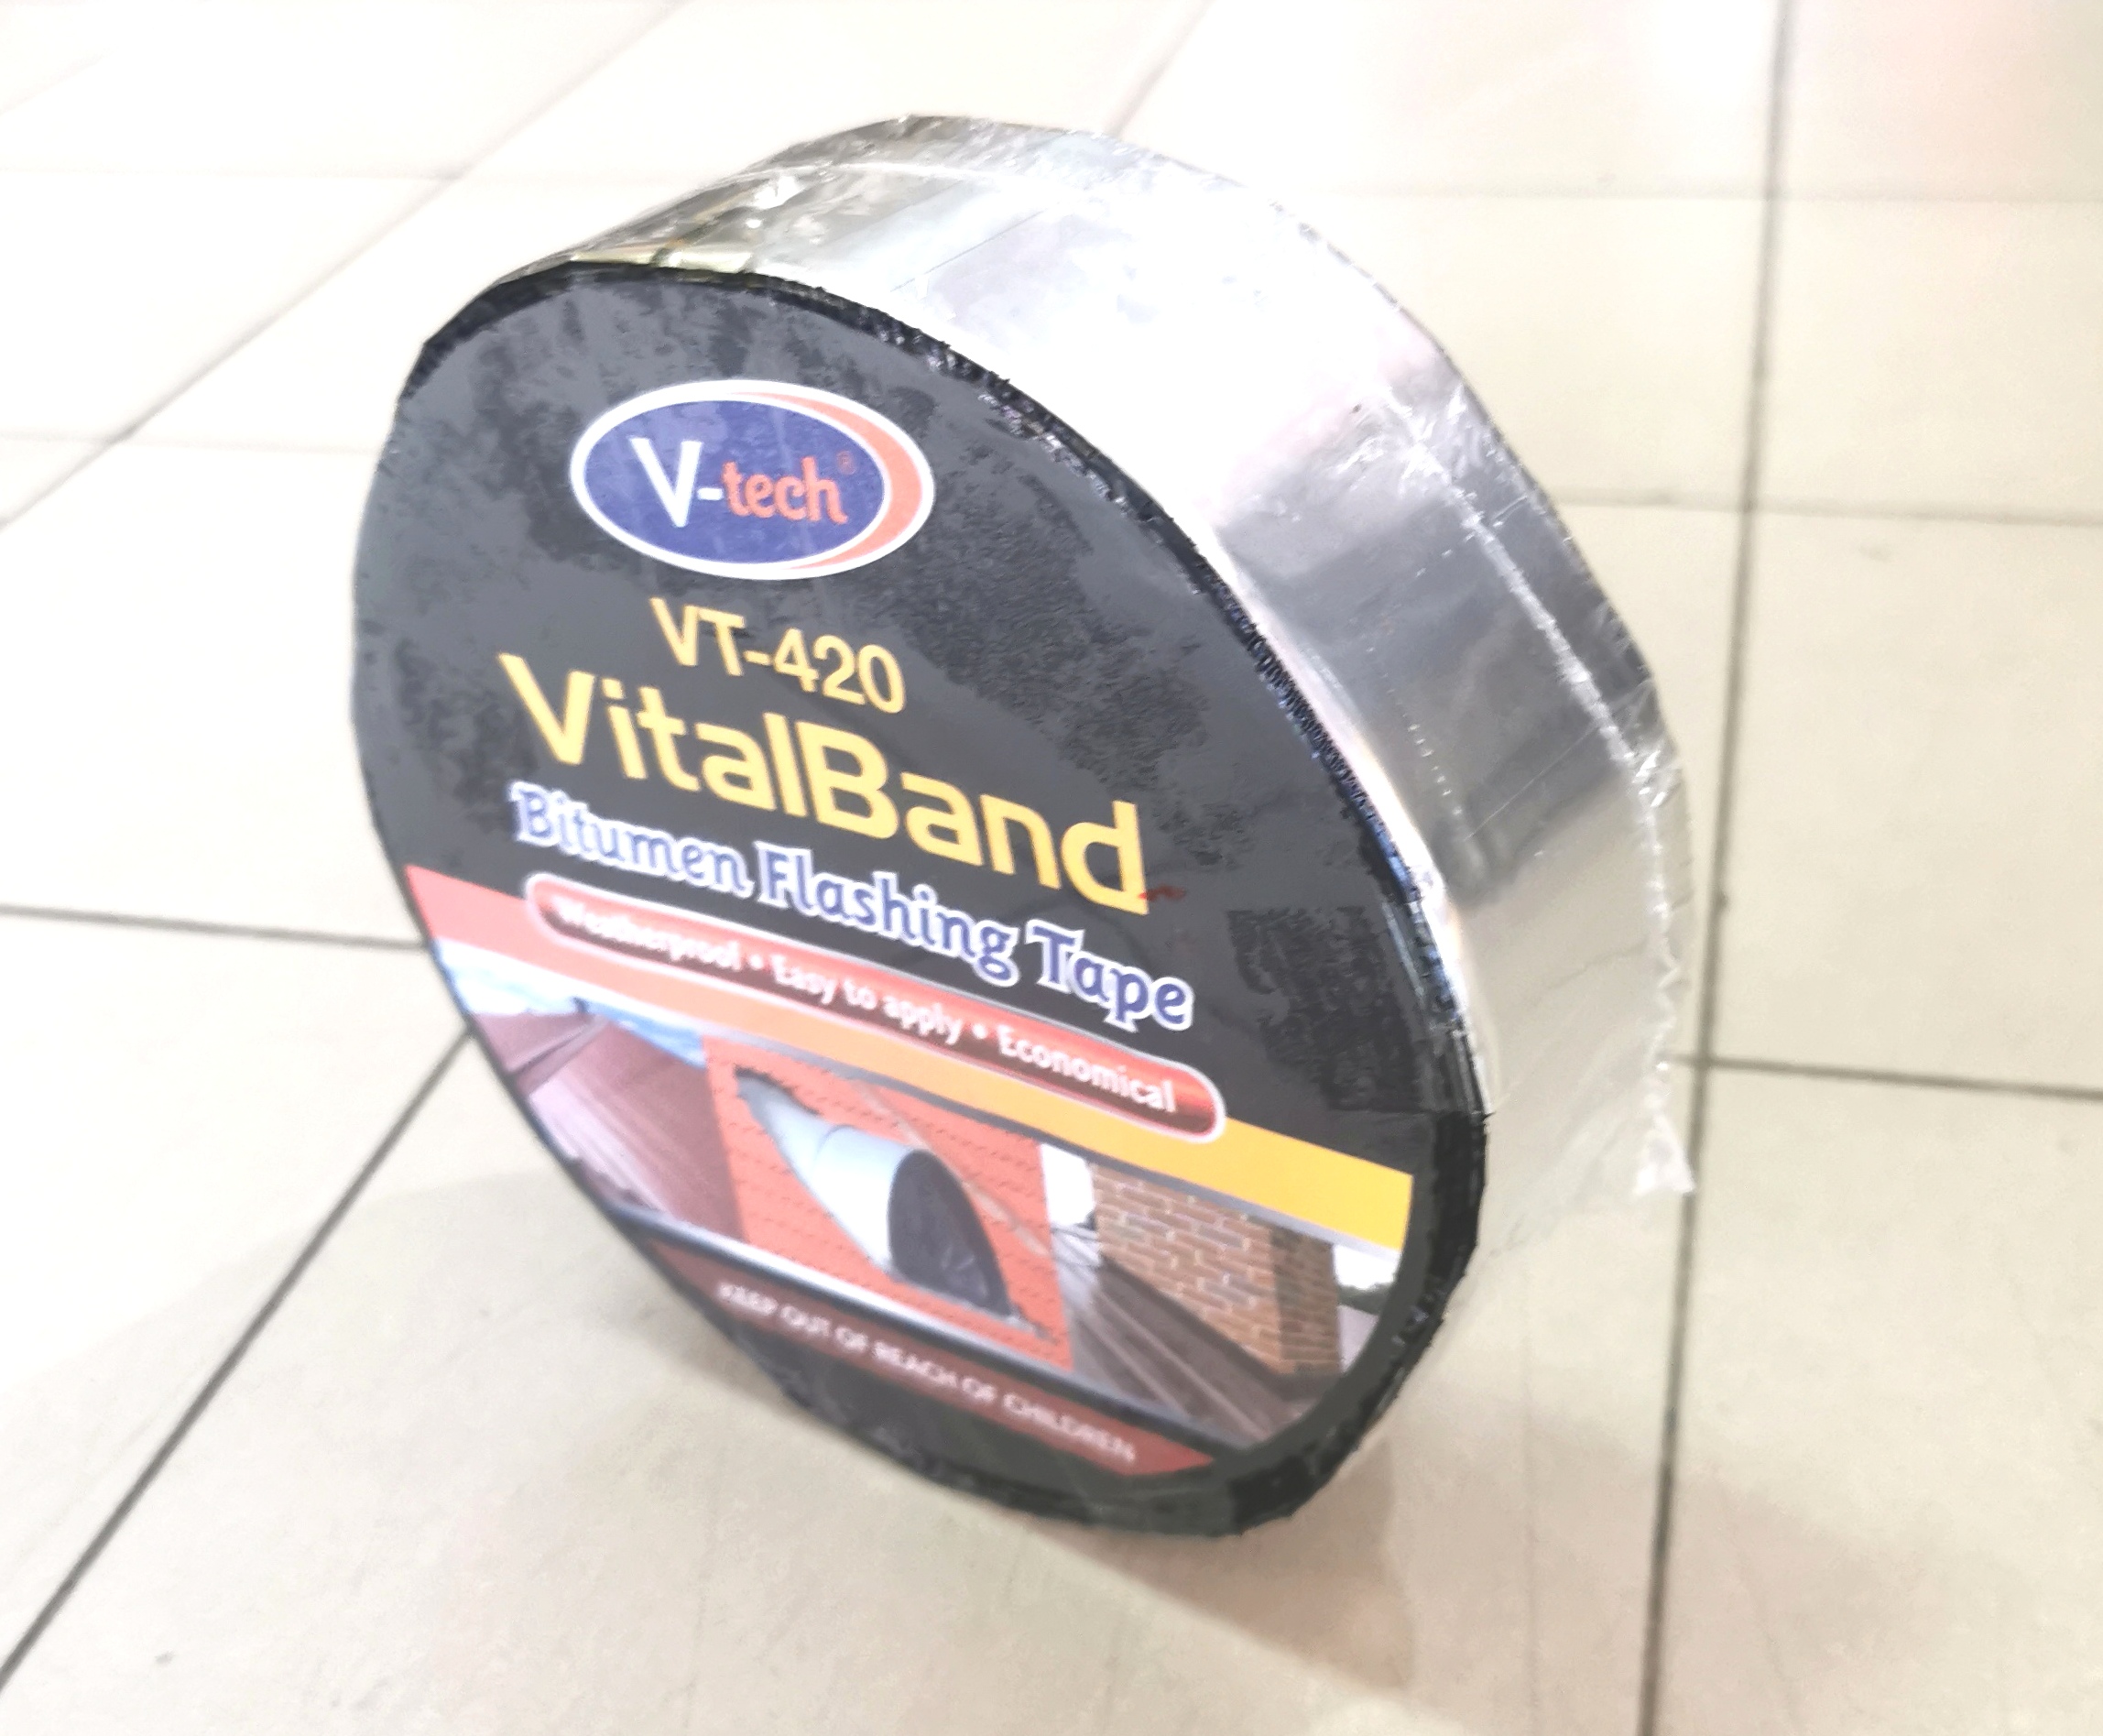 V-tech®
VT-420
VitalBand
Bitumen Flashing Tape
Weatherproof • Easy to apply • Economical
KEEP OUT OF REACH OF CHILDREN